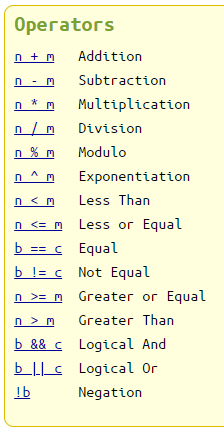 Operators
n + m Addition
n - m Subtraction
n * m Multiplication
n / m Division
n % m Modulo
n ^ m Exponentiation
n < m Less Than
n <= m Less or Equal
b == c Equal
b != c Not Equal
n >= m Greater or Equal
n > m Greater Than
b && c Logical And
b || c Logical Or
!b Negation